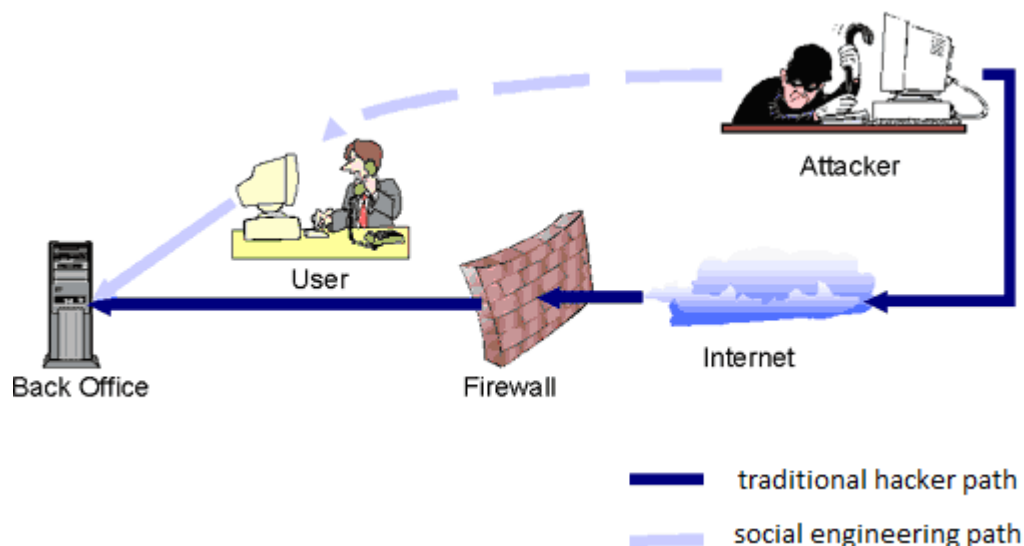 Attacker
User
Internet
Back Office
Firewall
traditional hacker path
social engineering path